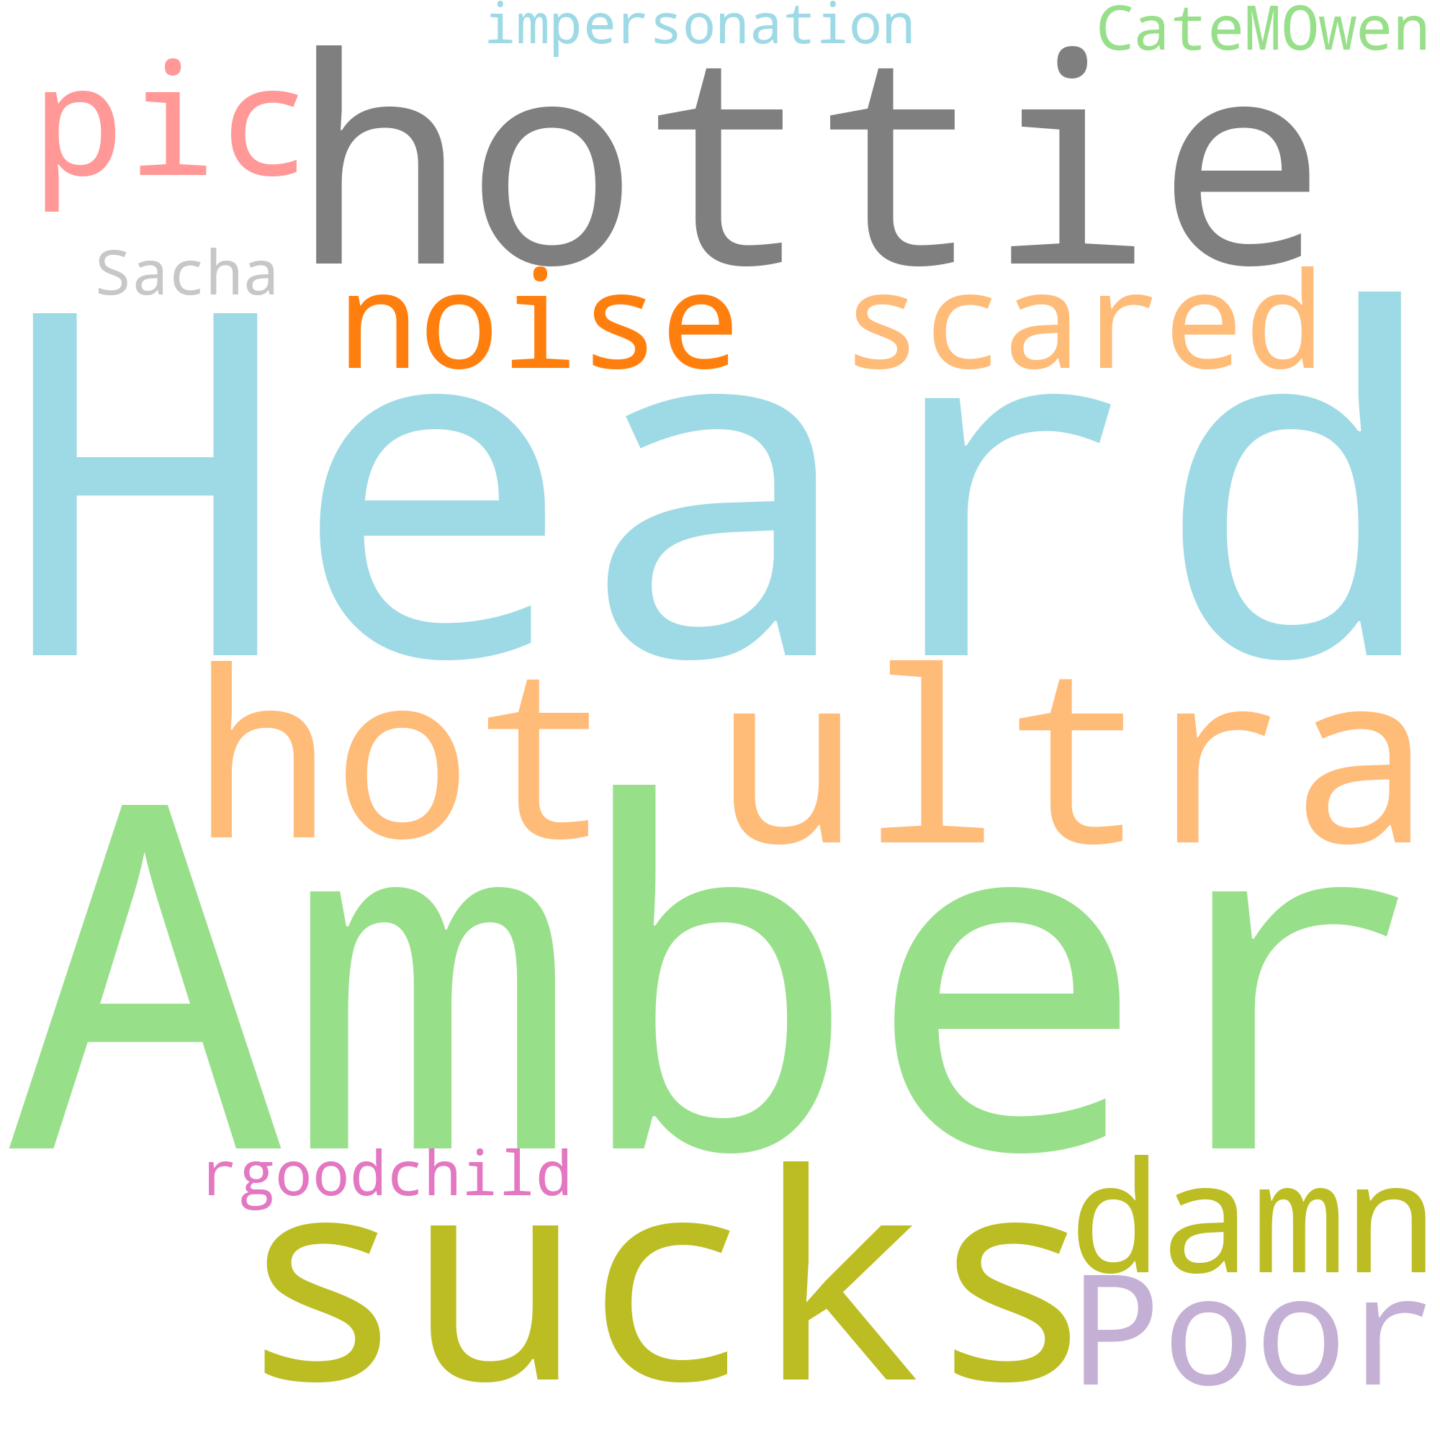 impersonation CateMOwen
pic hottie
Sacha
noise scared
Heard
hot ultra
Amber
rgoodchild
sucks damn
Poor